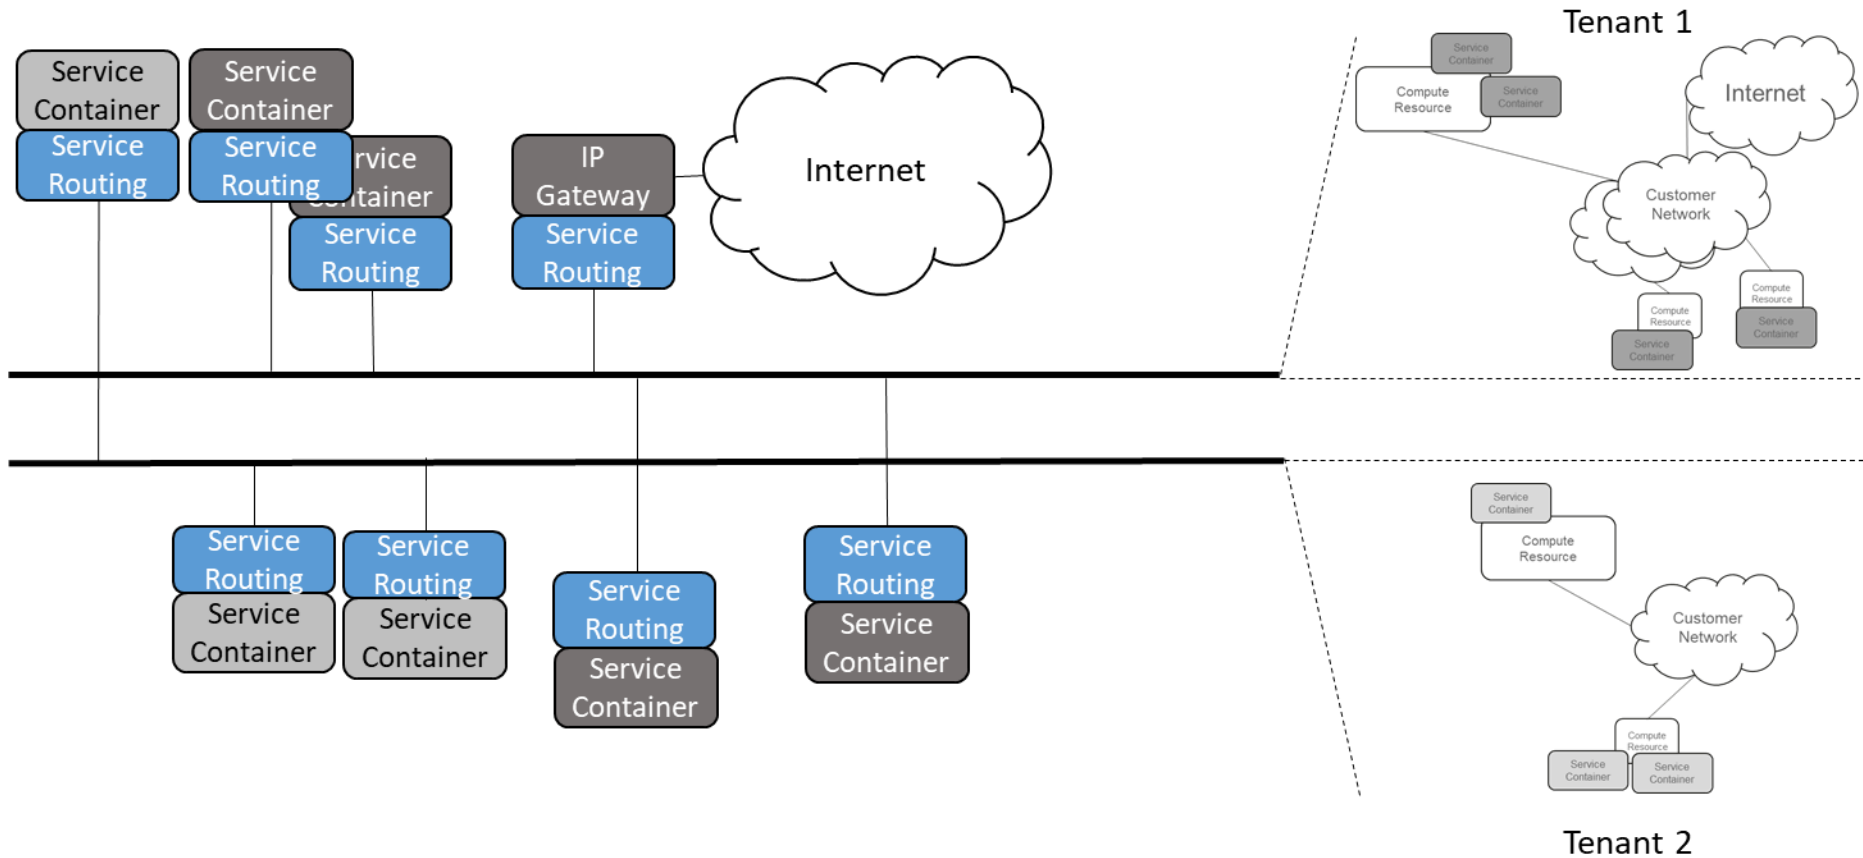 Tenant 1
Service
Container
Service
Routing
Service
Container
Service
Routing
rvice
tainer
Service
Routing
IP
Gateway
Service
Routing
Internet
Service
Container
Compute
Resource
Service
Container
Internet
Customer
Network
Compute
Resource
Service
Container
Compute
Resource
Service
Container
Service
Routing
Service
Container
Service
Routing
Service
Container
Service
Routing
Service
Container
Service
Routing
Service
Container
Service
Container
Compute
Resource
Customer
Network
Compute
Resource
Service
Container
Service
Container
Tenant 2